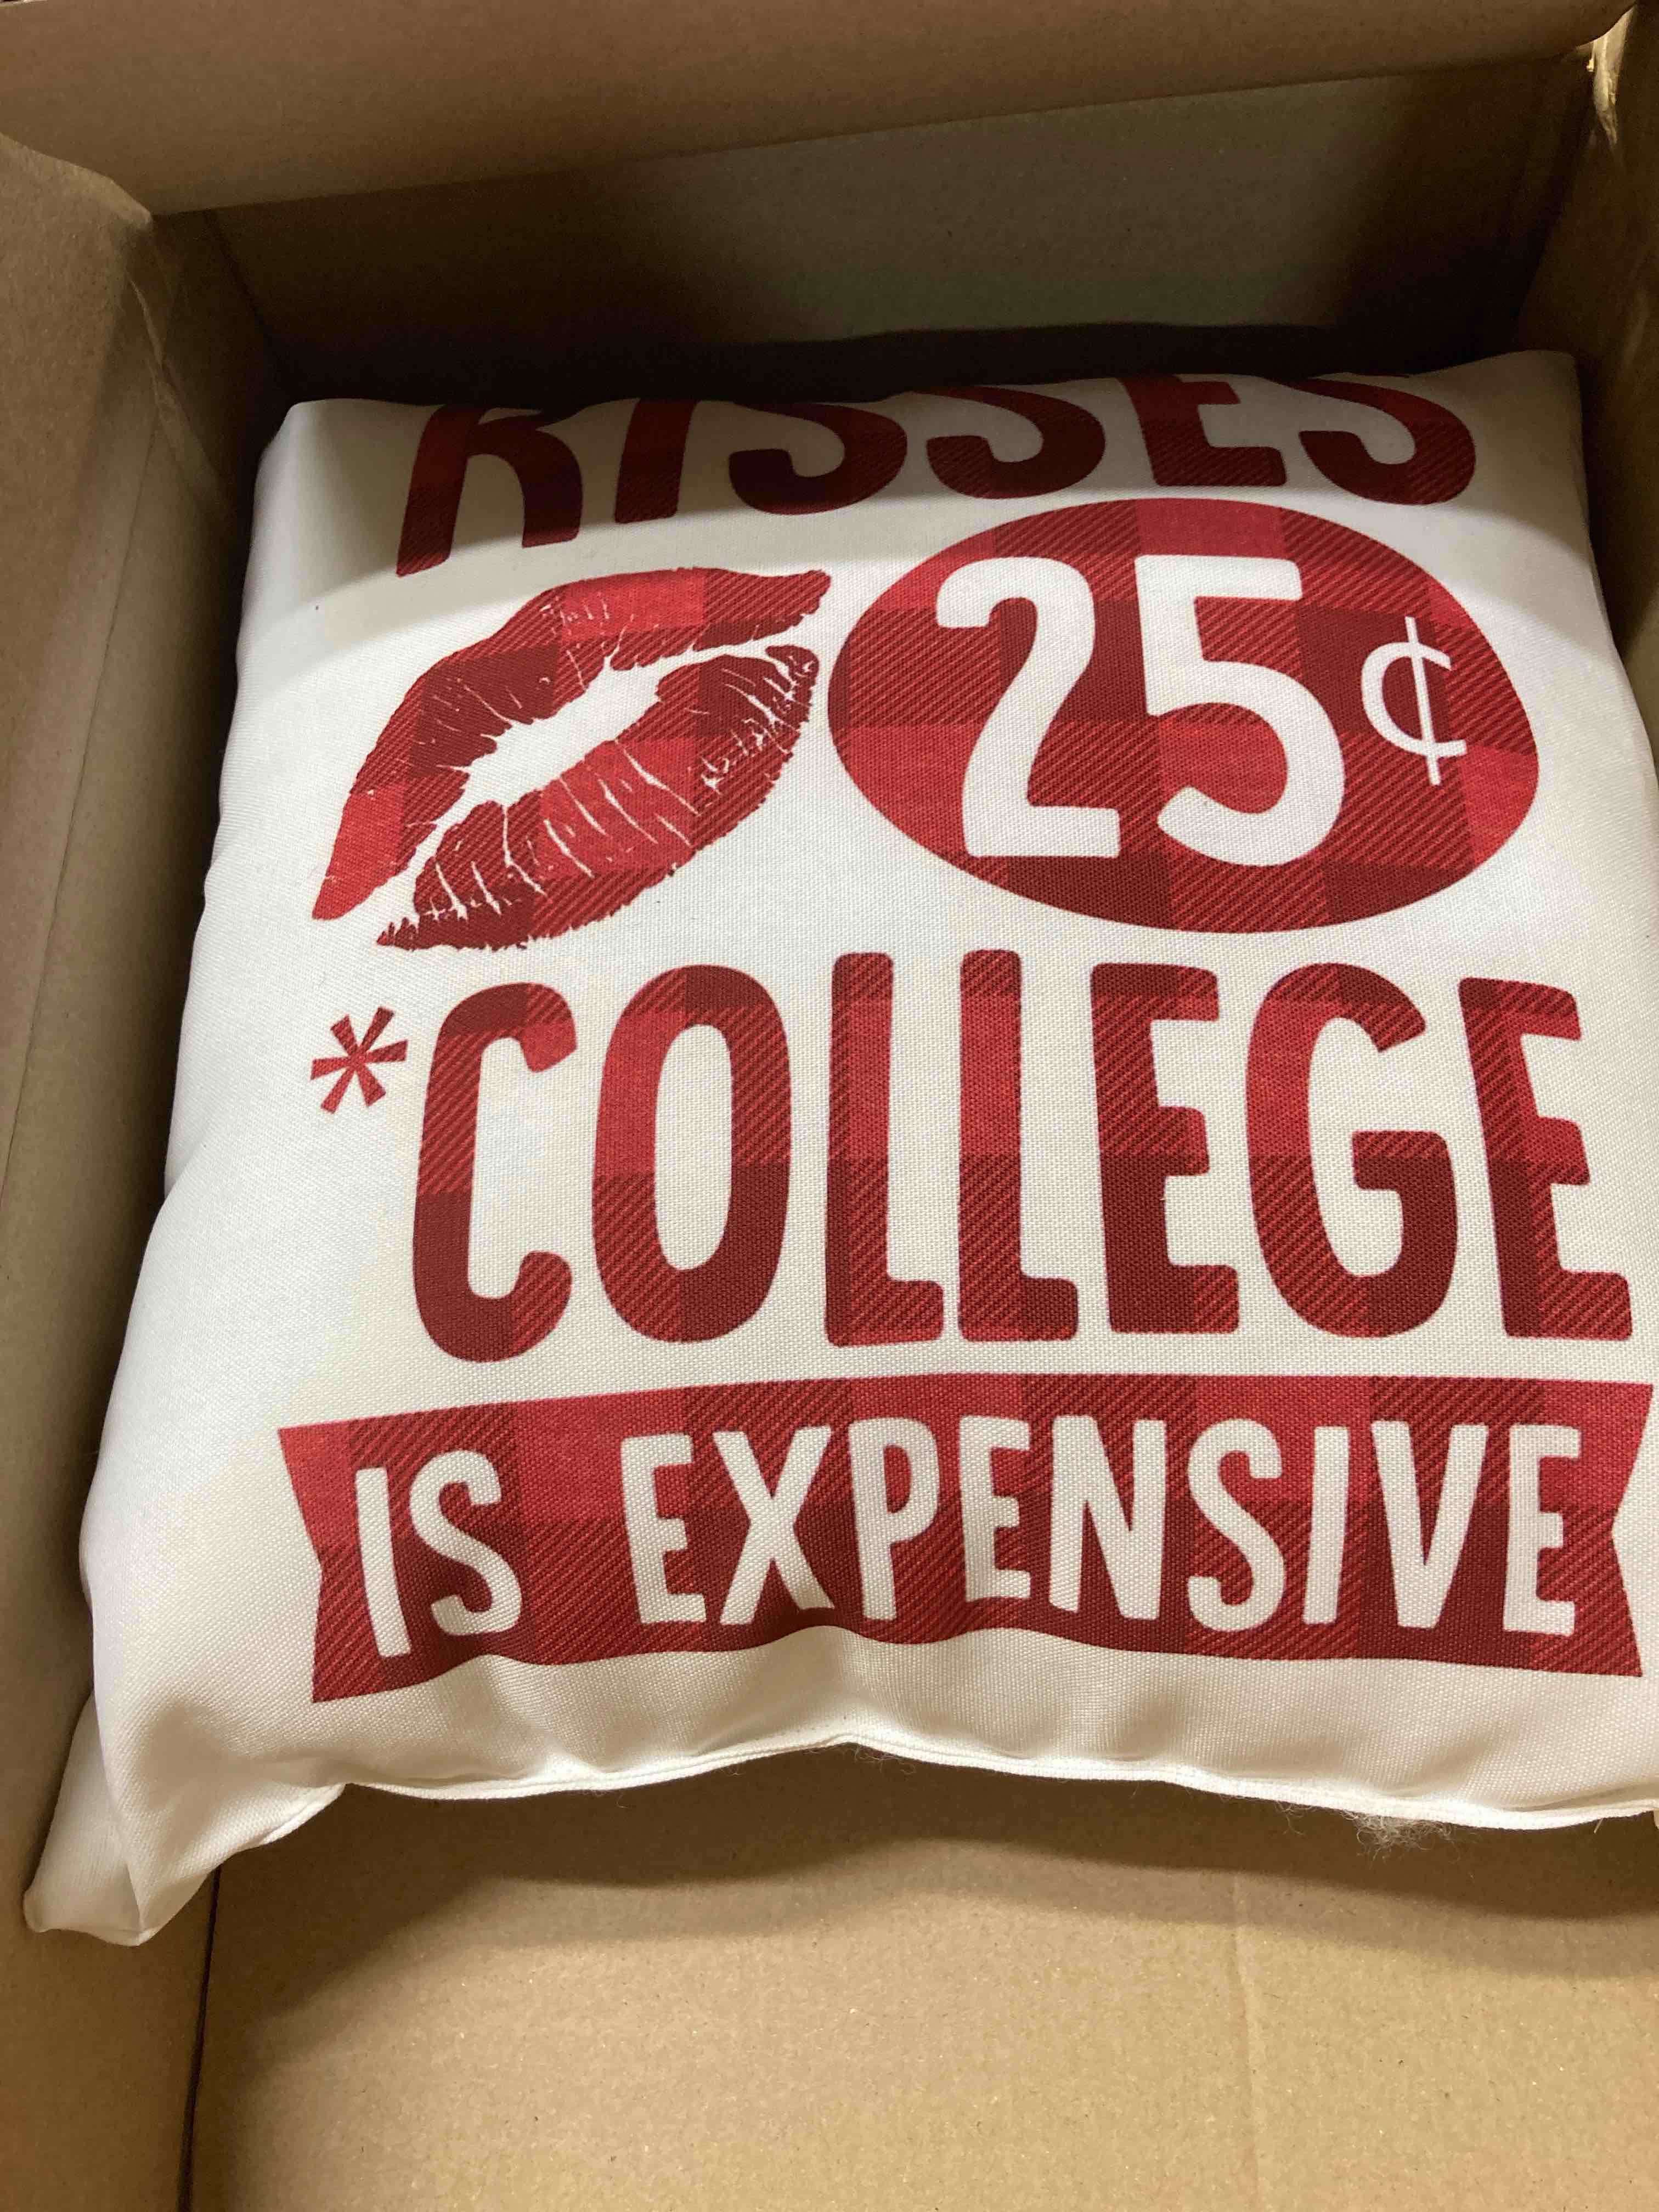 KISSES
25¢
*COLLEGE
IS EXPENSIVE